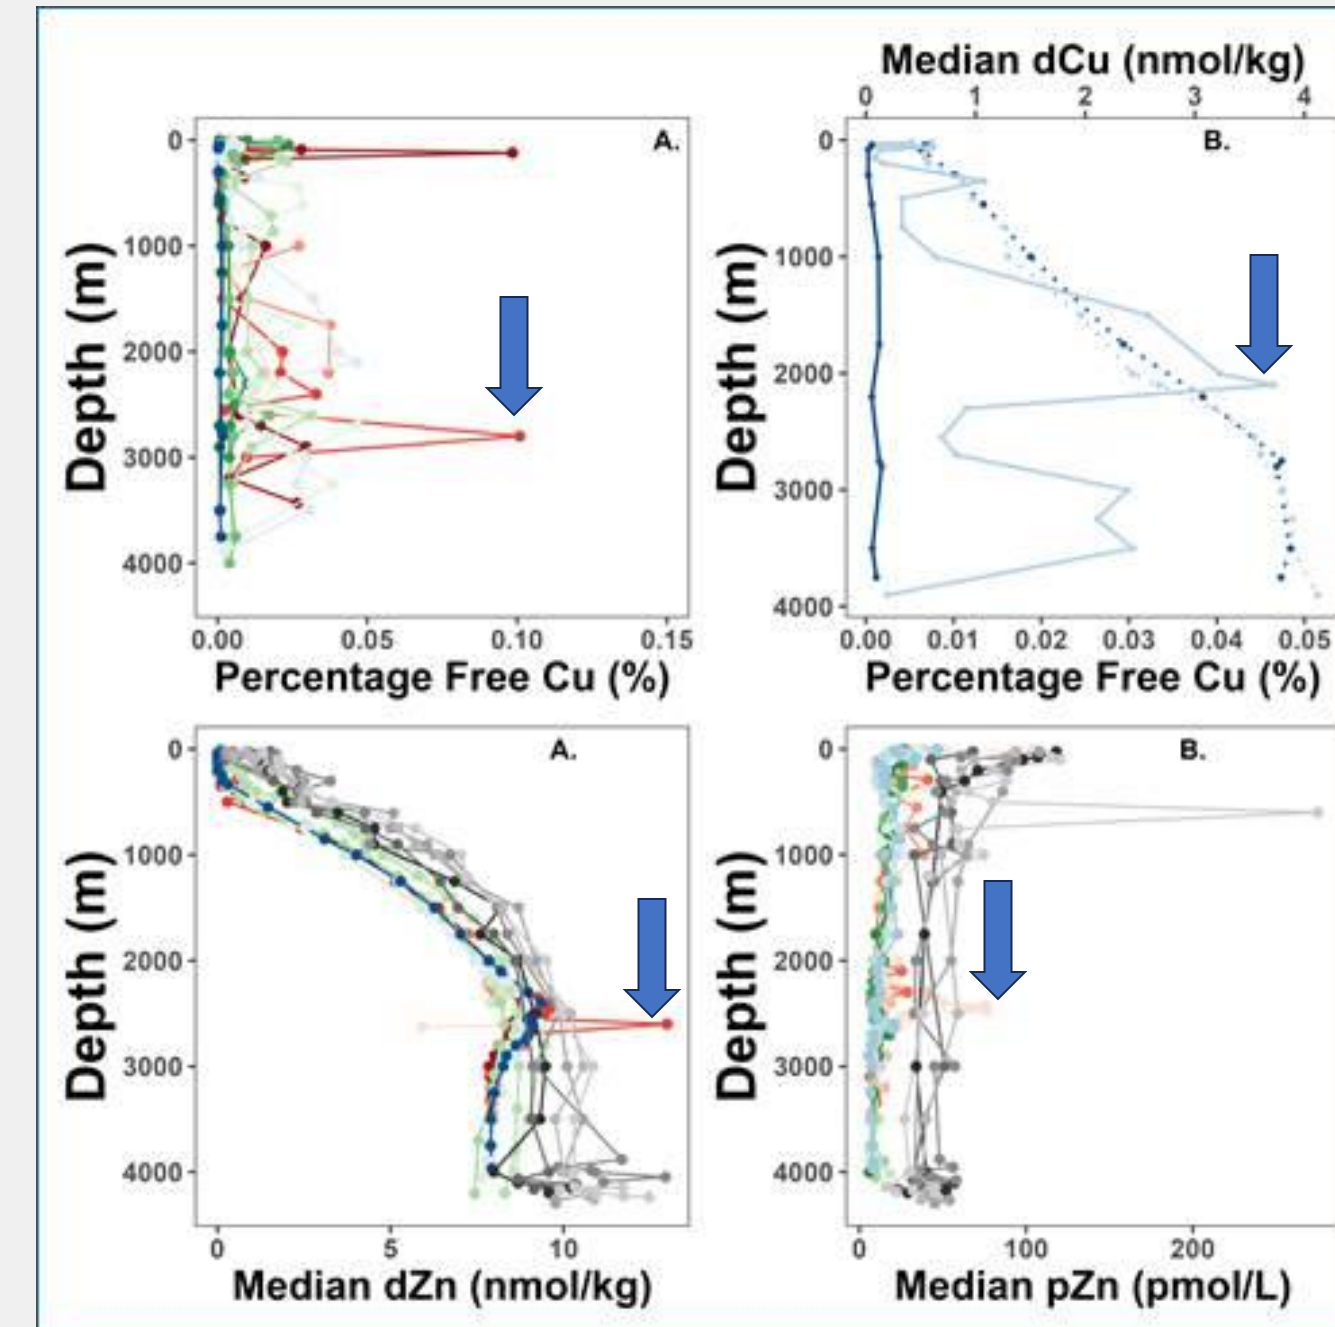 A.
0
1000
2000
3000
4000
Depth (m)
0.00 0.05 0.10 0.15
Percentage Free Cu (%)
Median dCu (nmol/kg)
0 1 2 3 4
B.
0
1000
2000
3000
4000
Depth (m)
0.00 0.01 0.02 0.03 0.04 0.05
Percentage Free Cu (%)
A.
0
1000
2000
3000
4000
Depth (m)
0 5 10
Median dZn (nmol/kg)
B.
0
1000
2000
3000
4000
Depth (m)
0 100 200
Median pZn (pmol/L)